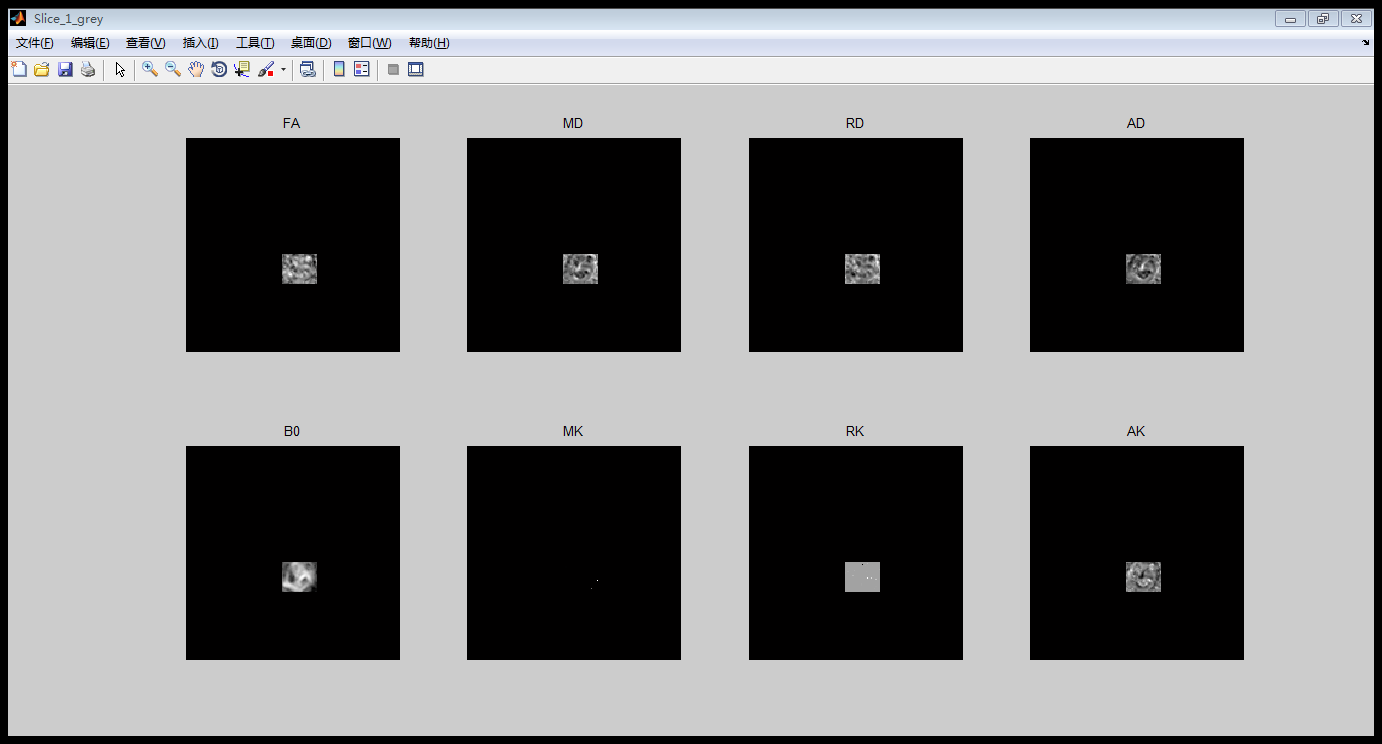 Slice_1_grey
文件(F) 编辑(E) 查看(V) 插入(I) 工具(T) 桌面(D) 窗口(W) 帮助(H)
FA MD RD AD
B0 MK RK AK